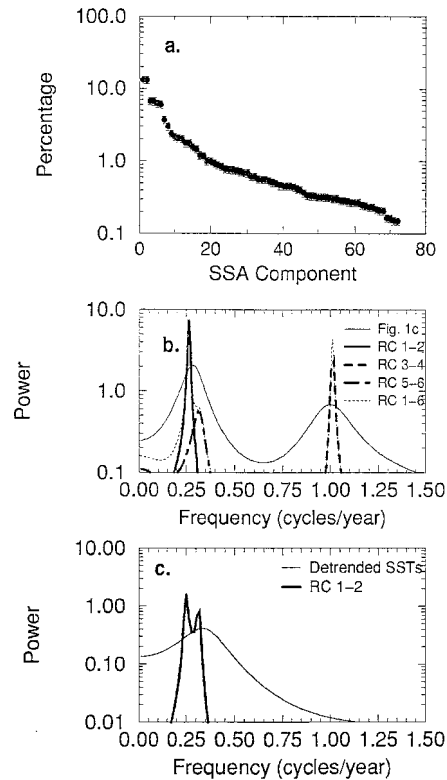 a.
100.0
10.0
1.0
0.1
Percentage
0 20 40 60 80
SSA Component
b.
10.0
1.0
0.1
Power
Fig. 1c
RC 1-2
RC 3-4
RC 5-6
RC 1-6
0.00 0.25 0.50 0.75 1.00 1.25 1.50
Frequency (cycles/year)
c.
10.00
1.00
0.10
0.01
Power
Detrended SSTs
RC 1-2
0.00 0.25 0.50 0.75 1.00 1.25 1.50
Frequency (cycles/year)